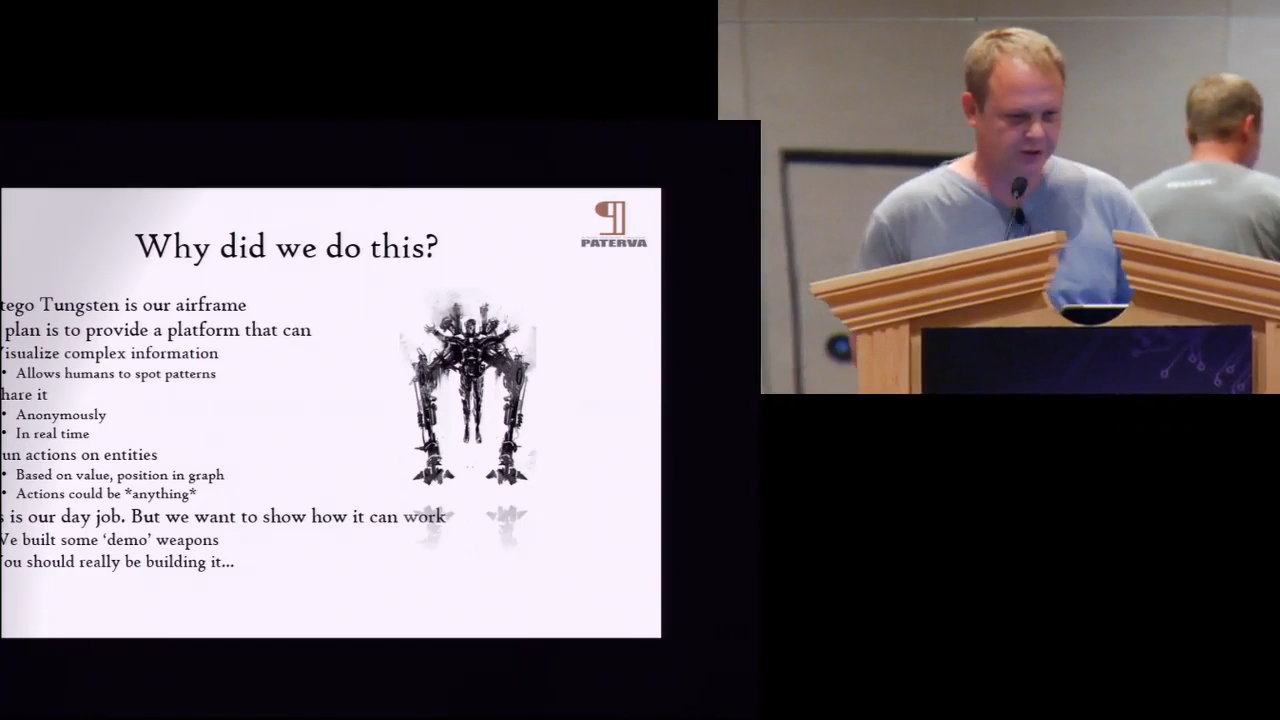 PATERVA
Why did we do this?
tego Tungsten is our airframe
plan is to provide a platform that can
Visualize complex information
• Allows humans to spot patterns
hare it
• Anonymously
• In real time
un actions on entities
• Based on value, position in graph
• Actions could be *anything*
s is our day job. But we want to show how it can work
We built some ‘demo’ weapons
You should really be building it...